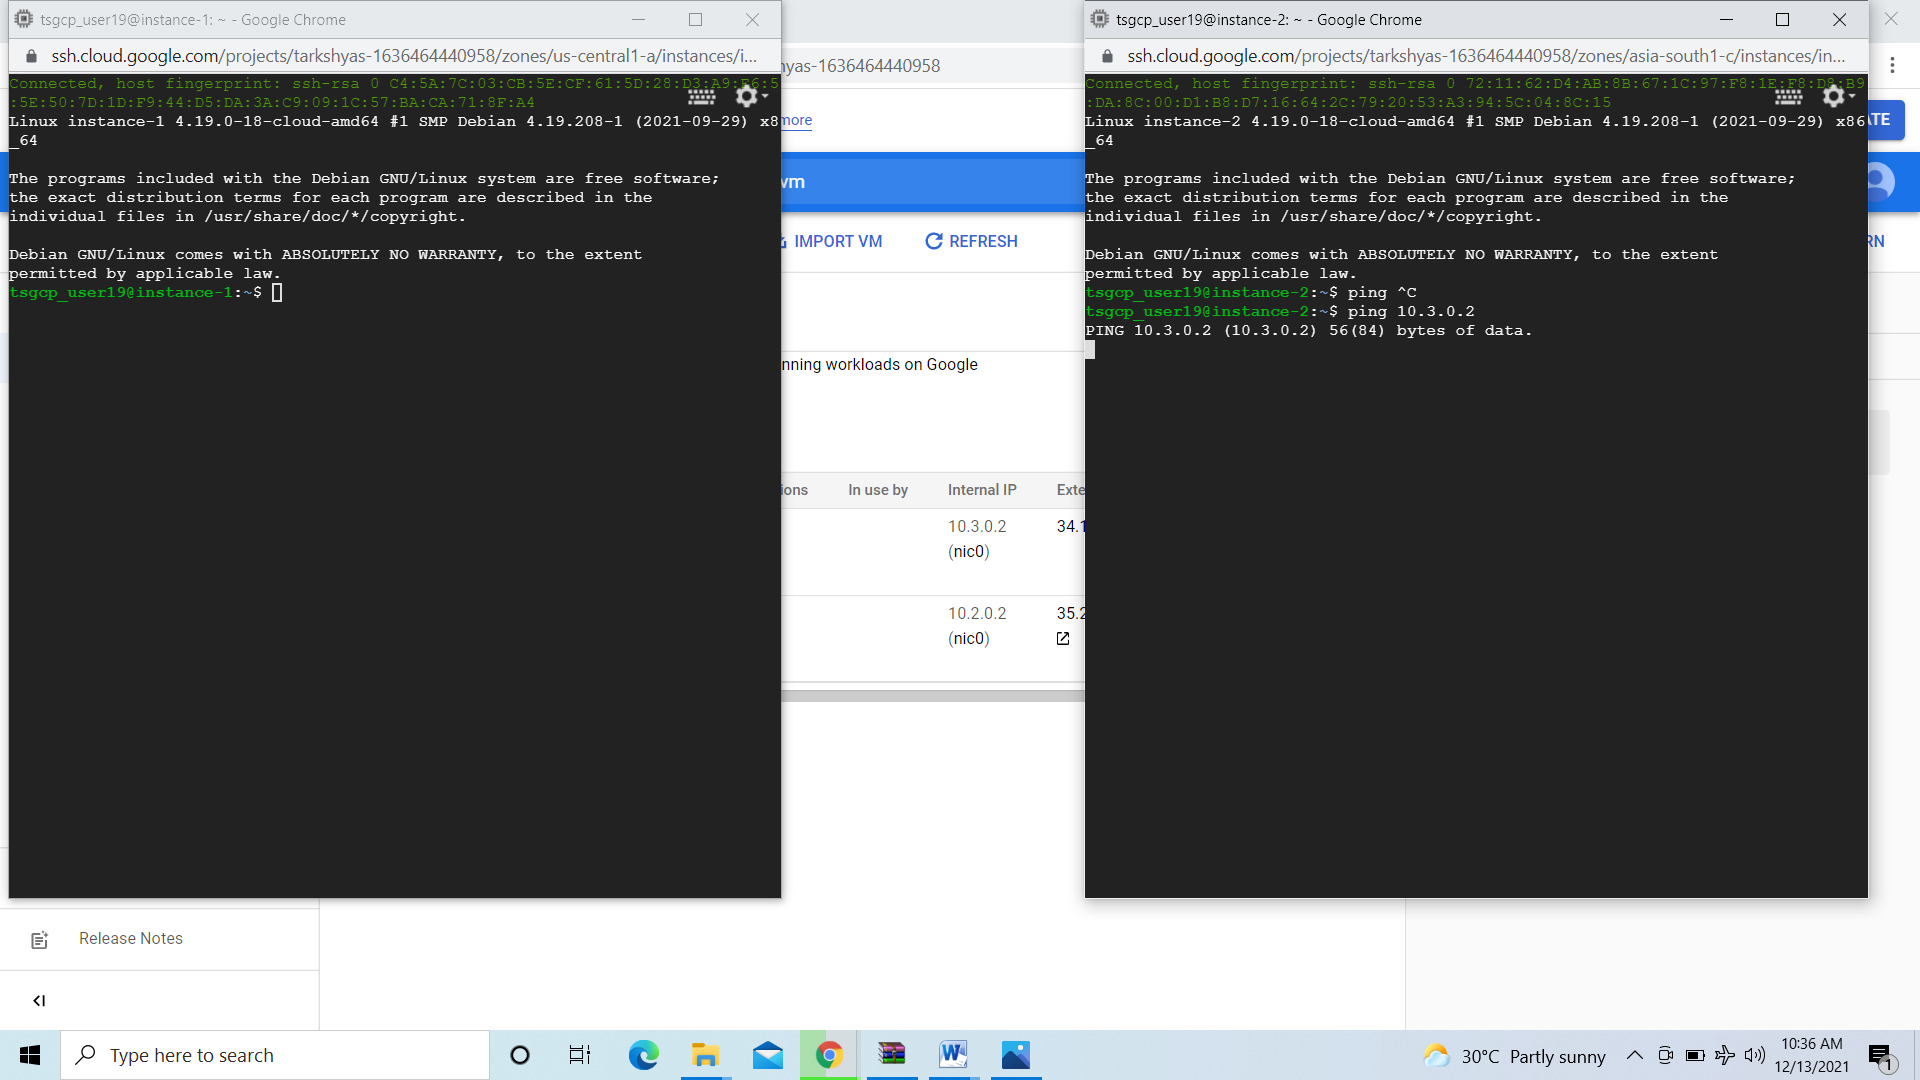 tsgcp_user19@instance-1: ~ - Google Chrome
ssh.cloud.google.com/projects/tarkshyas-1636464440958/zones/us-central1-a/instances/i...
Connected, host fingerprint: ssh-rsa 0 C4:5A:7C:03:CB:5E:CF:61:5D:28:D3:A9:56:5
:5E:50:7D:1D:F9:44:D5:DA:3A:C9:09:1C:57:BA:CA:71:8F:A4
Linux instance-1 4.19.0-18-cloud-amd64 #1 SMP Debian 4.19.208-1 (2021-09-29) x8
_64
The programs included with the Debian GNU/Linux system are free software;
the exact distribution terms for each program are described in the
individual files in /usr/share/doc/*/copyright.
Debian GNU/Linux comes with ABSOLUTELY NO WARRANTY, to the extent
permitted by applicable law.
tsgcp_user19@instance-1:~$
yas-1636464440958
more
vm
IMPORT VM
REFRESH
nning workloads on Google
ions In use by Internal IP Exte
10.3.0.2 34.1
(nic0)
10.2.0.2 35.2
(nic0)
tsgcp_user19@instance-2: ~ - Google Chrome
ssh.cloud.google.com/projects/tarkshyas-1636464440958/zones/asia-south1-c/instances/in...
Connected, host fingerprint: ssh-rsa 0 72:11:62:D4:AB:8B:67:1C:97:F8:1E:F8:D8:B9
:DA:8C:00:D1:B8:D7:16:64:2C:79:20:53:A3:94:5C:04:8C:15
Linux instance-2 4.19.0-18-cloud-amd64 #1 SMP Debian 4.19.208-1 (2021-09-29) x86
_64
The programs included with the Debian GNU/Linux system are free software;
the exact distribution terms for each program are described in the
individual files in /usr/share/doc/*/copyright.
Debian GNU/Linux comes with ABSOLUTELY NO WARRANTY, to the extent
permitted by applicable law.
tsgcp_user19@instance-2:~$ ping ^C
tsgcp_user19@instance-2:~$ ping 10.3.0.2
PING 10.3.0.2 (10.3.0.2) 56(84) bytes of data.
ATE
RN
Release Notes
Type here to search
30°C Partly sunny
10:36 AM
12/13/2021
1